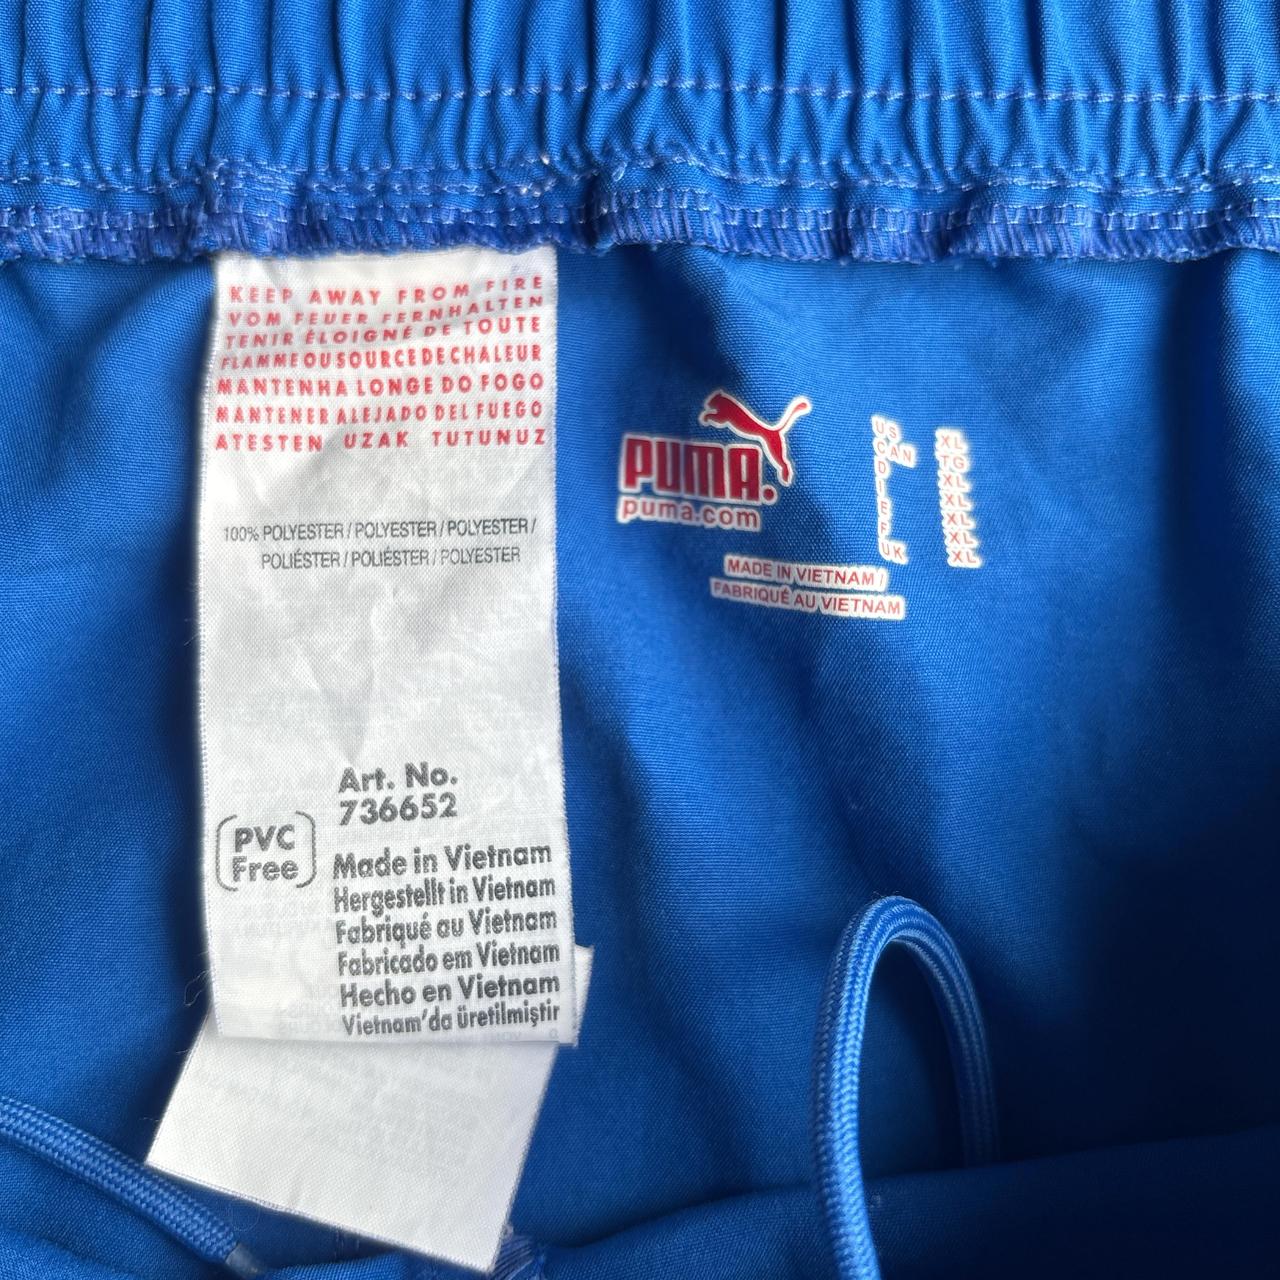 KEEP AWAY FROM FIRE
VOM FEUER FERNHALTEN
TENIR ÉLOIGNÉ DE TOUTE
FLAMME OU SOURCE DE CHALEUR
MANTENHA LONGE DO FOGO
MANTENER ALEJADO DEL FUEGO
ATESTEN UZAK TUTUNUZ
100% POLYESTER / POLYESTER / POLYESTER /
POLIÉSTER / POLIÉSTER / POLYESTER
Art. No.
736652
PVC
Free
Made in Vietnam
Hergestellt in Vietnam
Fabriqué au Vietnam
Fabricado em Vietnam
Hecho en Vietnam
Vietnam'da üretilmiştir
PUMA.
puma.com
US XL
CAN TG
D XL
I XL
E XL
F XL
UK XL
MADE IN VIETNAM /
FABRIQUÉ AU VIETNAM